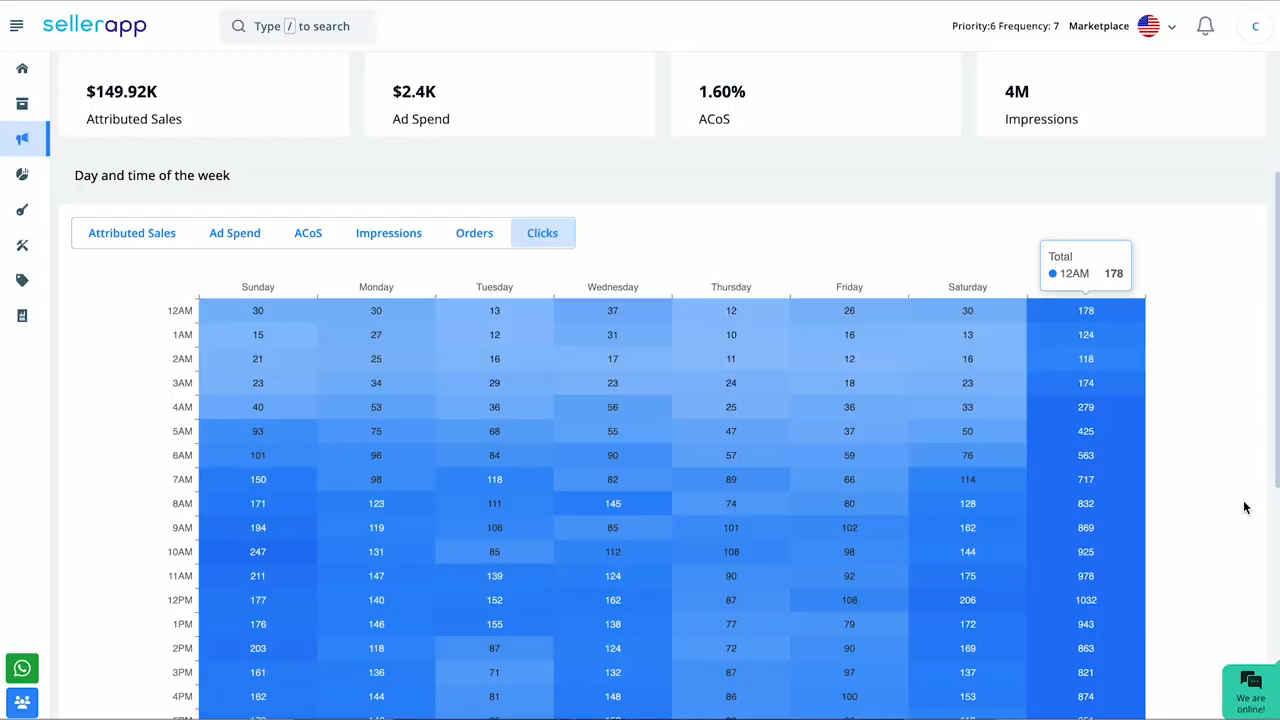 sellerapp
Type / to search
Priority:6 Frequency: 7 Marketplace
C
$149.92K
Attributed Sales
$2.4K
Ad Spend
1.60%
ACoS
4M
Impressions
Day and time of the week
Attributed Sales Ad Spend ACoS Impressions Orders Clicks
Total
12AM 178
Sunday Monday Tuesday Wednesday Thursday Friday Saturday
12AM 30 30 13 37 12 26 30 178
1AM 15 27 12 31 10 16 13 124
2AM 21 25 16 17 11 12 16 118
3AM 23 34 29 23 24 18 23 174
4AM 40 53 36 56 25 36 33 279
5AM 93 75 68 55 47 37 50 425
6AM 101 96 84 90 57 59 76 563
7AM 150 98 118 82 89 66 114 717
8AM 171 123 111 145 74 80 128 832
9AM 194 119 106 85 101 102 162 869
10AM 247 131 85 112 108 98 144 925
11AM 211 147 139 124 90 92 175 978
12PM 177 140 152 162 87 108 206 1032
1PM 176 146 155 138 77 79 172 943
2PM 203 118 87 124 72 90 169 863
3PM 161 136 71 132 87 97 137 821
4PM 162 144 81 148 86 100 153 874
We are
online!